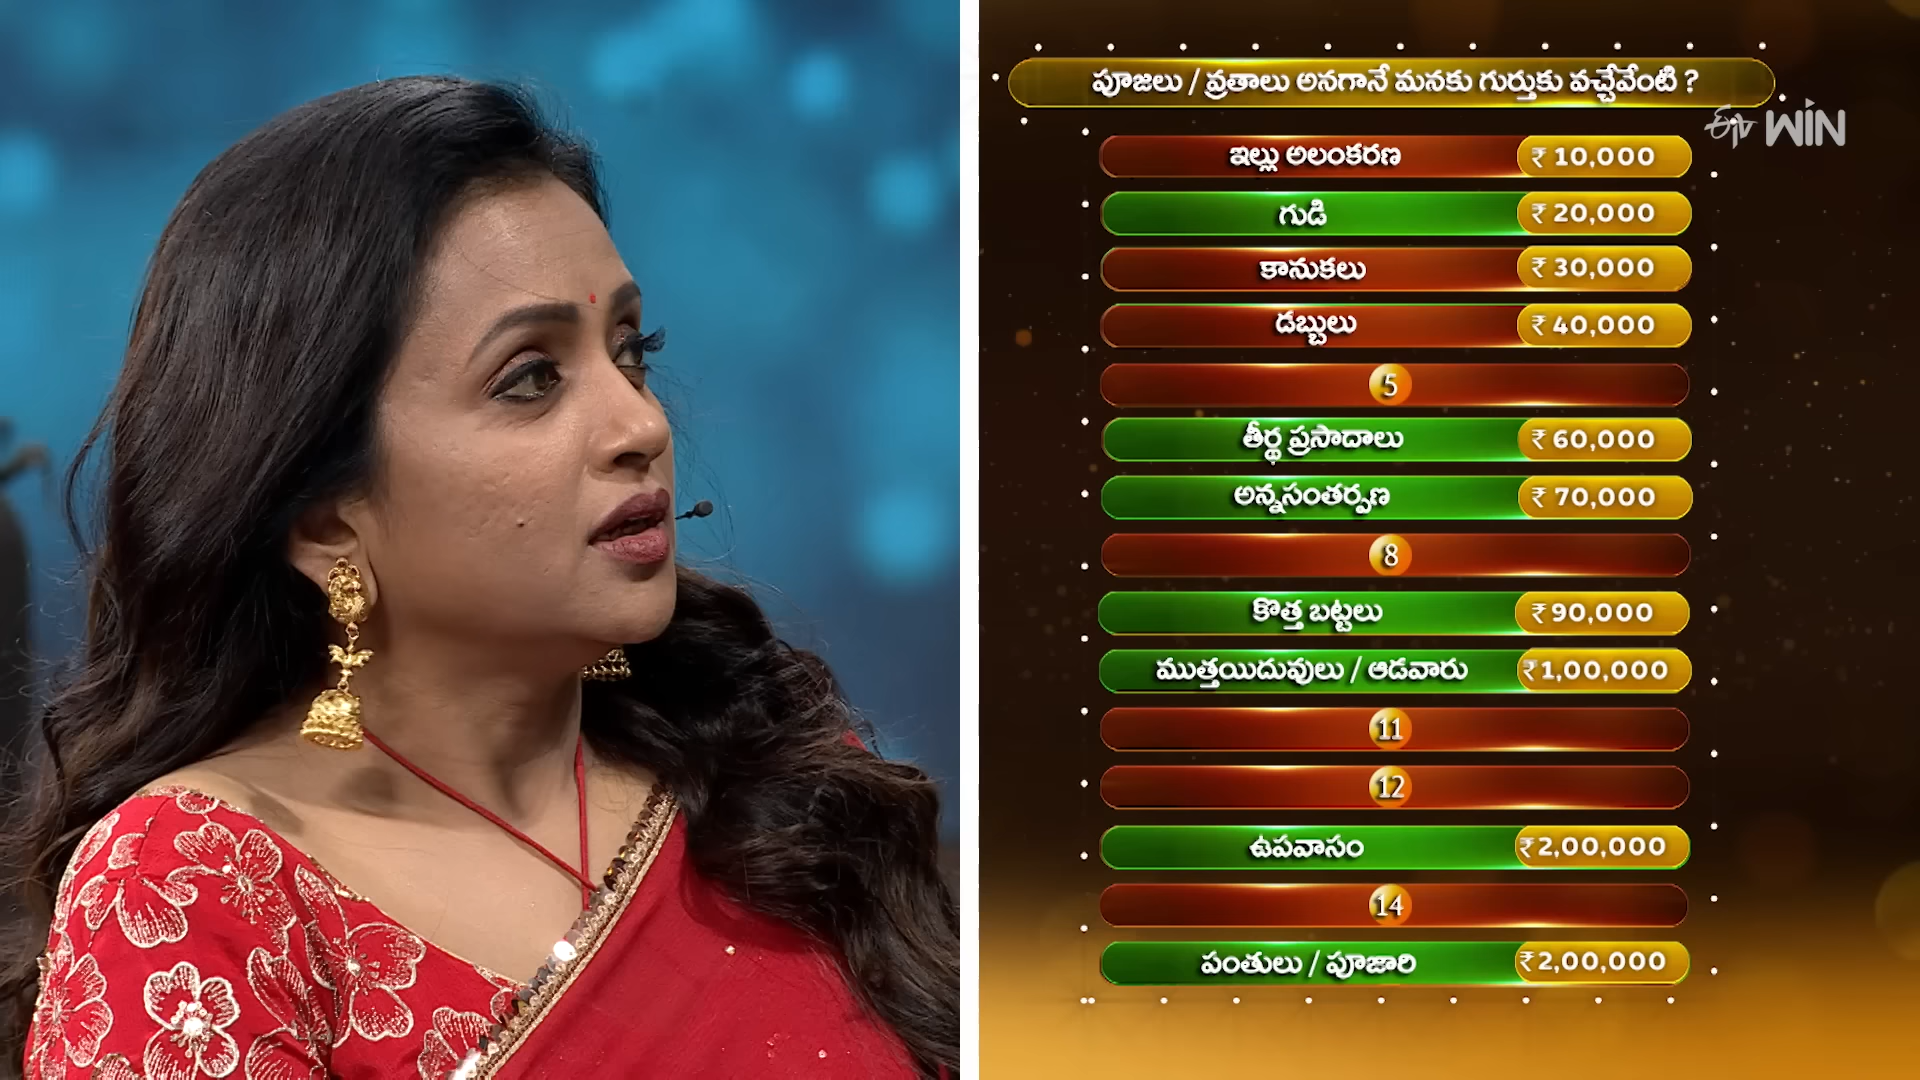 పూజలు / వ్రతాలు అనగానే మనకు గుర్తుకు వచ్చేవేంటి ?
ఈటీవీ WIN
ఇల్లు అలంకరణ ₹ 10,000
గుడి ₹ 20,000
కానుకలు ₹ 30,000
డబ్బులు ₹ 40,000
5
తీర్థ ప్రసాదాలు ₹ 60,000
అన్నసంతర్పణ ₹ 70,000
8
కొత్త బట్టలు ₹ 90,000
ముత్తయిదువులు / ఆడవారు ₹1,00,000
11
12
ఉపవాసం ₹2,00,000
14
పంతులు / పూజారి ₹2,00,000